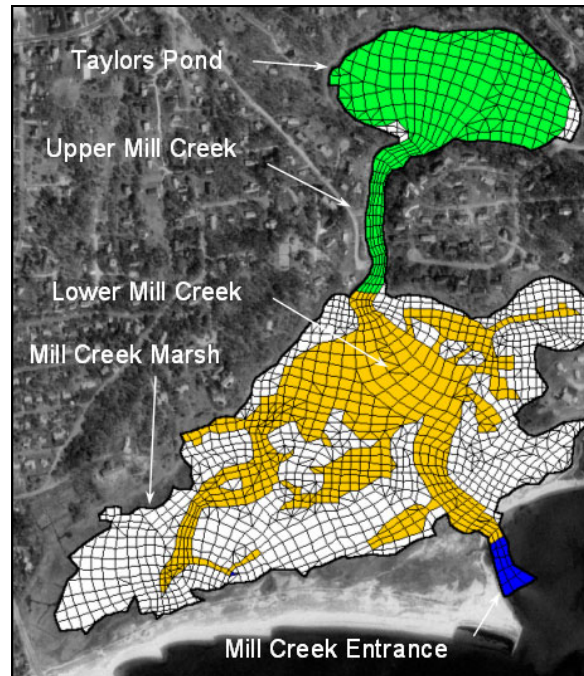 Taylors Pond
Upper Mill Creek
Lower Mill Creek
Mill Creek Marsh
Mill Creek Entrance